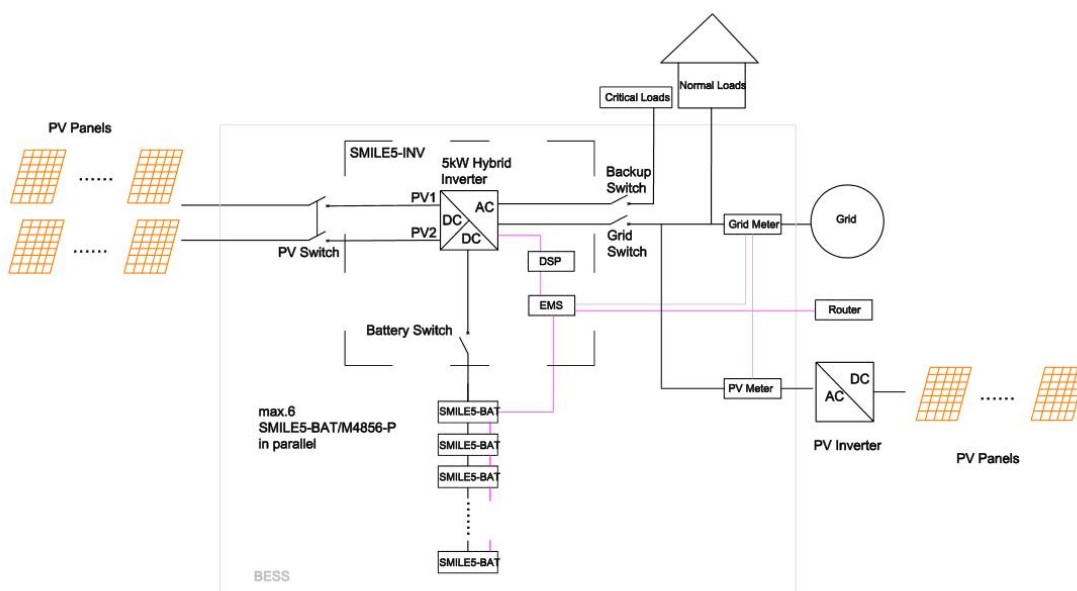 Critical Loads
Normal Loads
PV Panels
SMILE5-INV
5kW Hybrid
Inverter
Backup
Switch
PV1
AC
DC
DC
PV2
PV Switch
Grid
Switch
Grid Meter
Grid
DSP
EMS
Router
Battery Switch
max.6
SMILE5-BAT/M4856-P
in parallel
SMILE5-BAT
SMILE5-BAT
SMILE5-BAT
SMILE5-BAT
PV Meter
DC
AC
PV Inverter
PV Panels
BESS